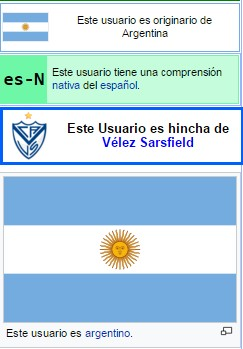 Este usuario es originario de
Argentina
es-N
Este usuario tiene una comprensión
nativa del español.
Este Usuario es hincha de
Vélez Sarsfield
Este usuario es argentino.